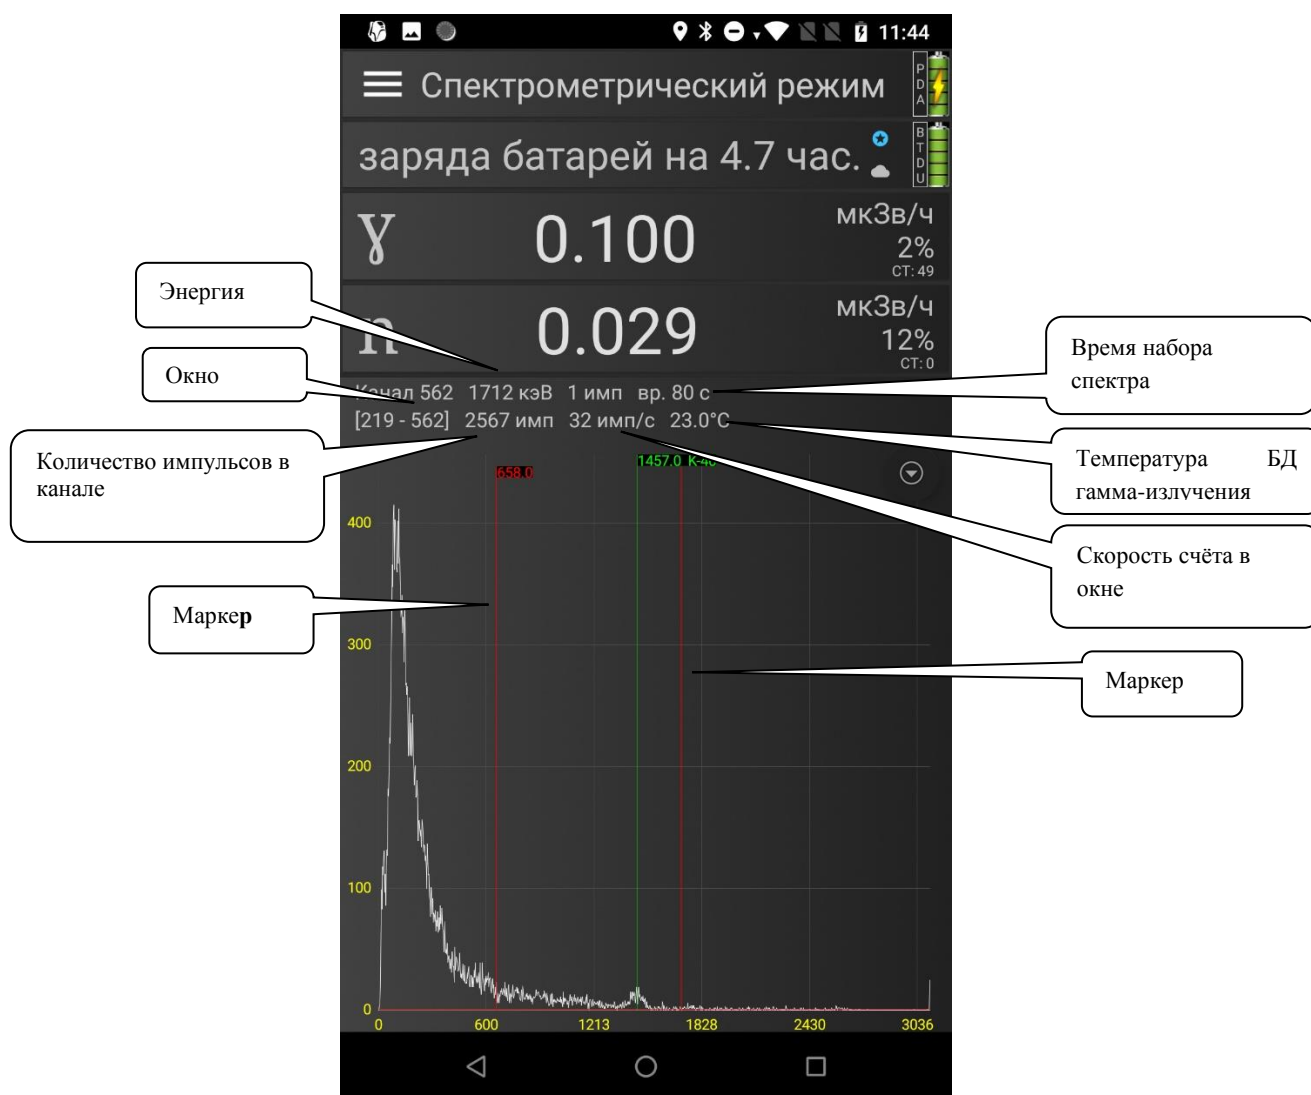 11:44
Спектрометрический режим
PDA
заряда батарей на 4.7 час.
BTDU
γ 0.100 мкЗв/ч
2%
СТ: 49
n 0.029 мкЗв/ч
12%
СТ: 0
Канал 562 1712 кэВ 1 имп вр. 80 с
[219 - 562] 2567 имп 32 имп/с 23.0°C
658.0
1457.0 K-40
400
300
200
100
0
0 600 1213 1828 2430 3036
Энергия
Окно
Количество импульсов в
канале
Маркер
Время набора
спектра
Температура БД
гамма-излучения
Скорость счёта в
окне
Маркер